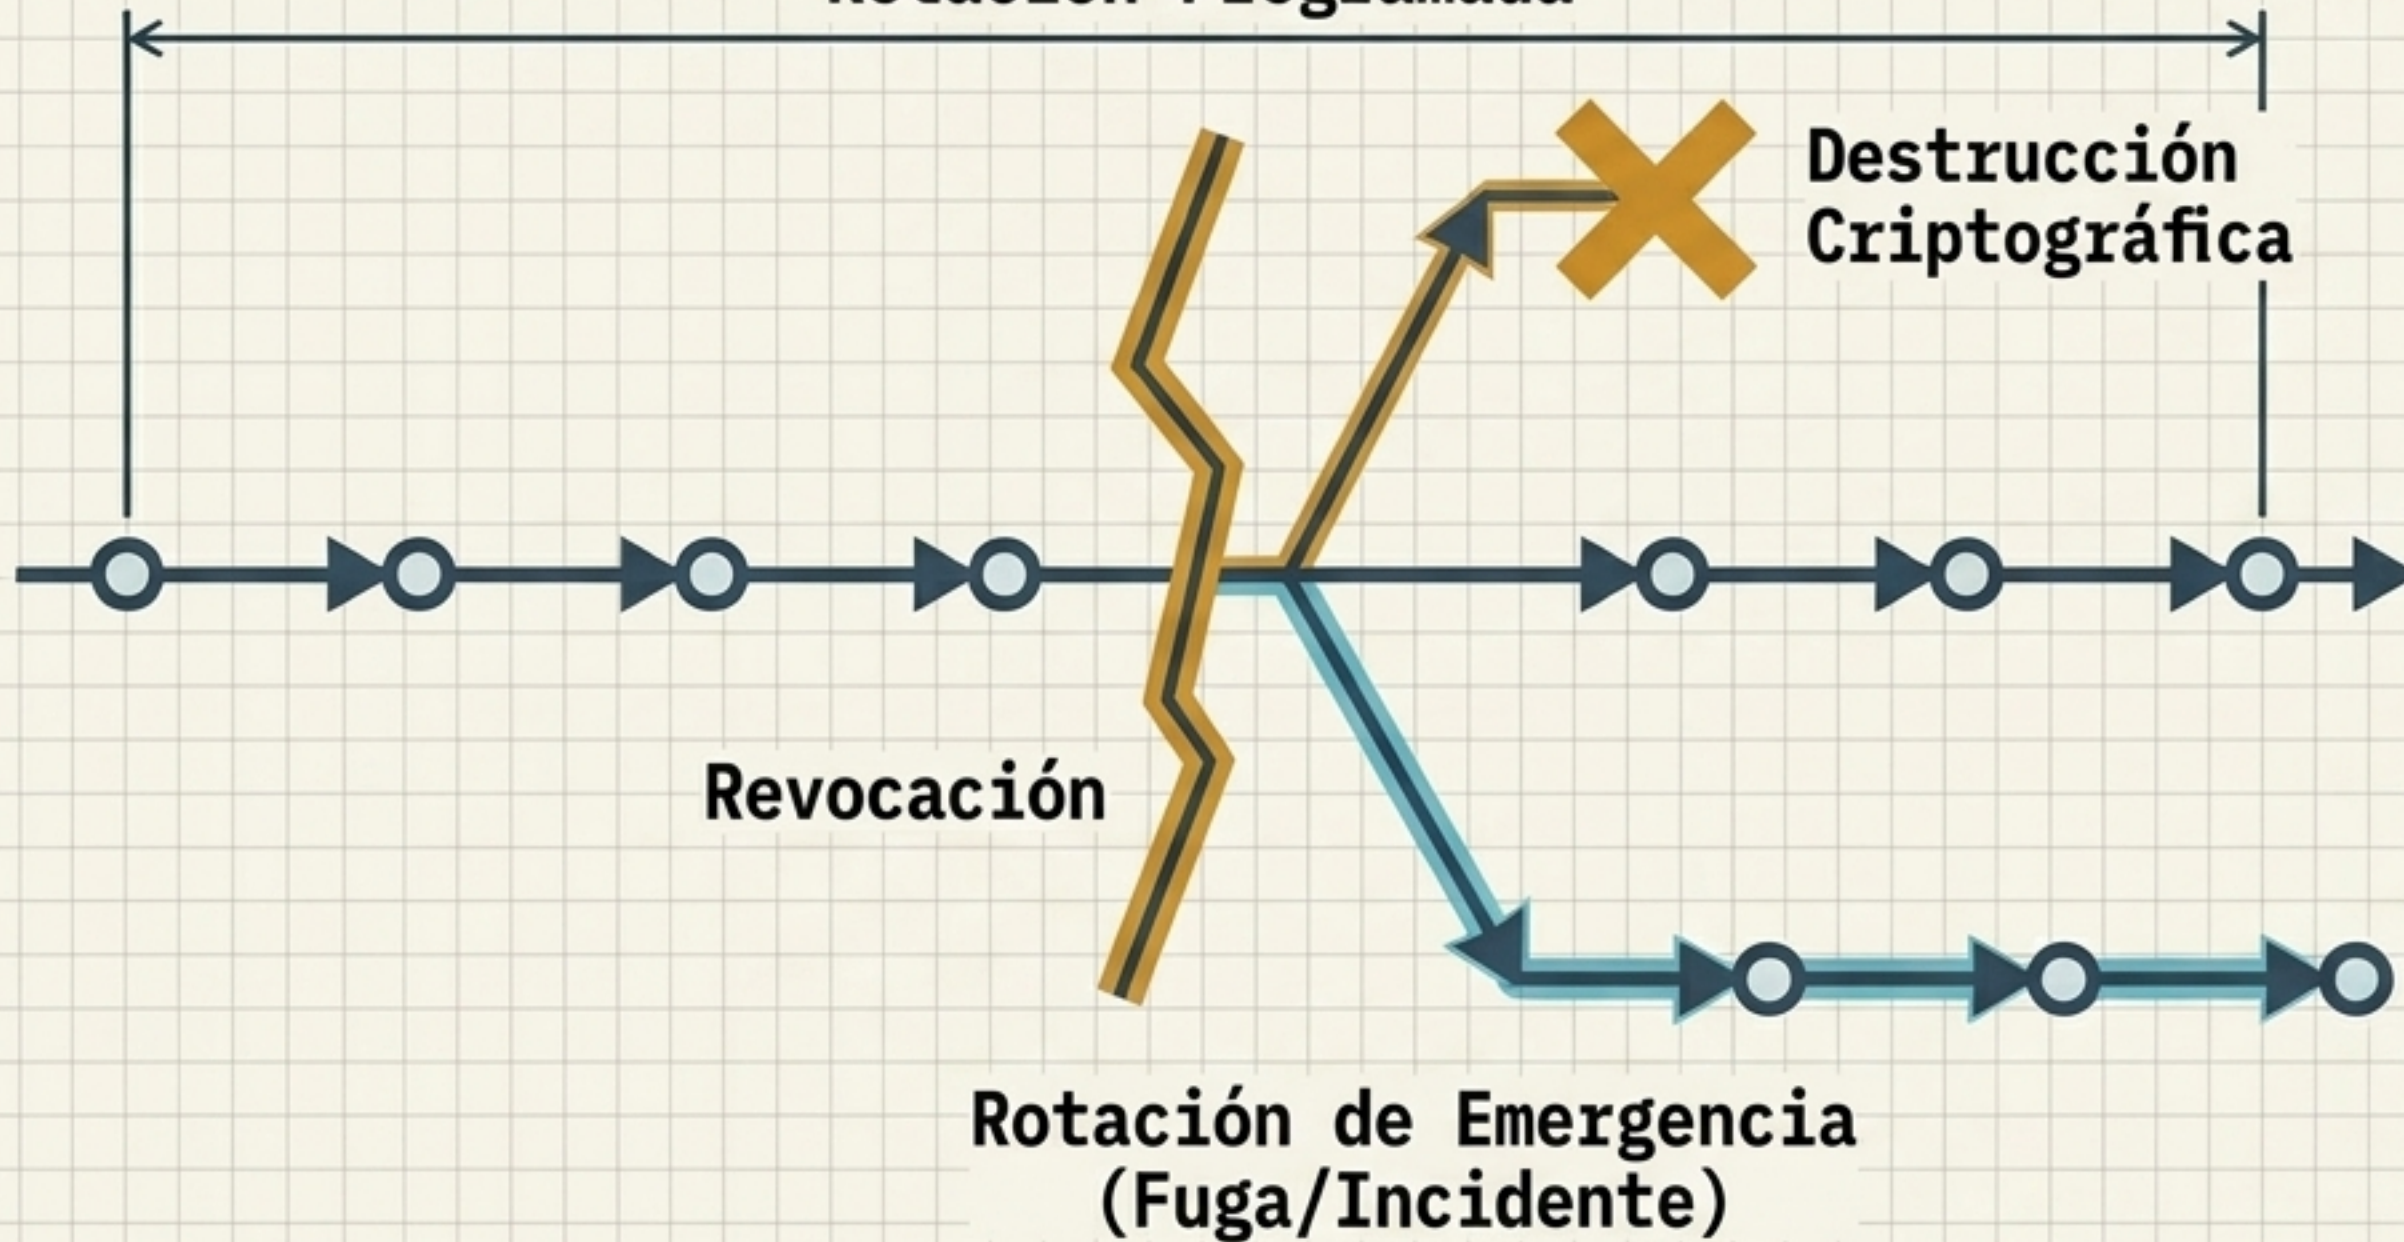 Destrucción
Criptográfica
Revocación
Rotación de Emergencia
(Fuga/Incidente)